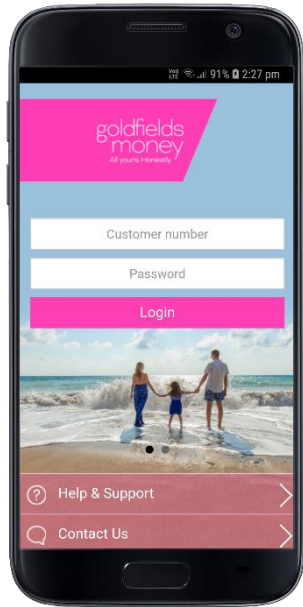 91% 2:27 pm
goldfields
money
All yours. Honestly
Customer number
Password
Login
Help & Support
Contact Us